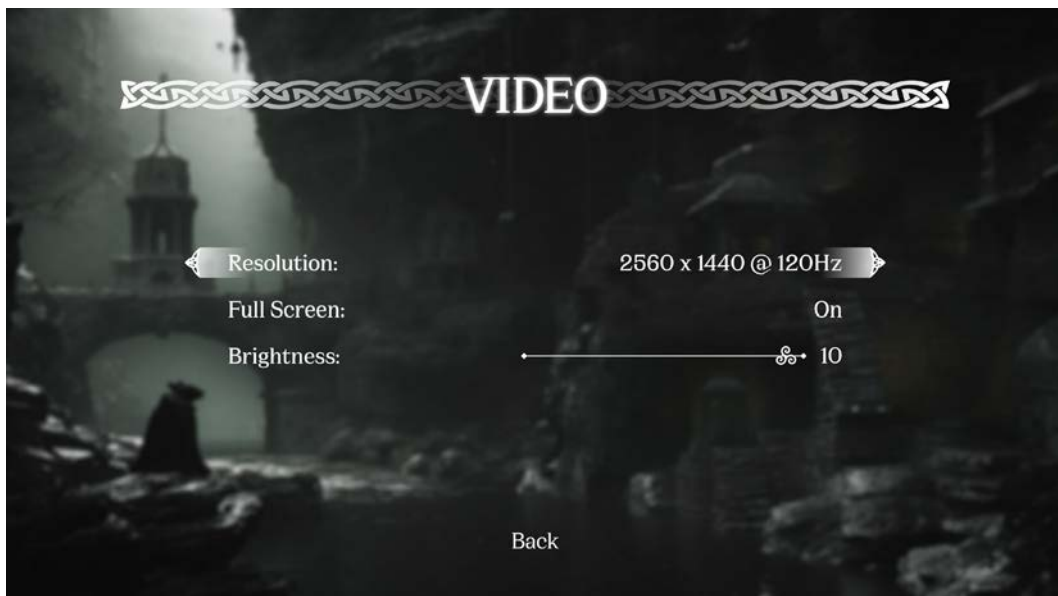 VIDEO
Resolution: 2560 x 1440 @ 120Hz
Full Screen: On
Brightness: 10
Back